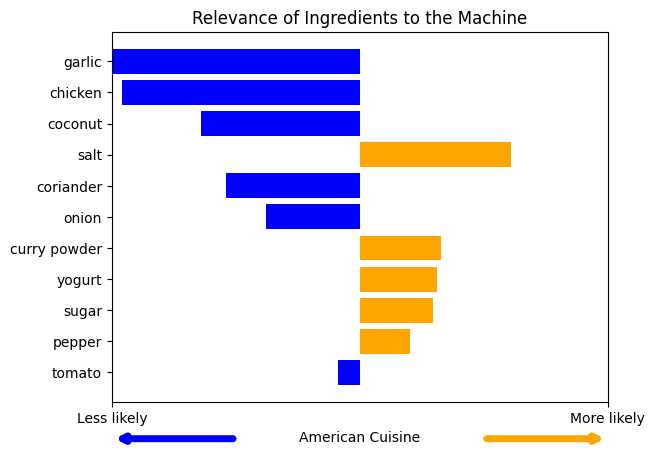 Relevance of Ingredients to the Machine
garlic
chicken
coconut
salt
coriander
onion
curry powder
yogurt
sugar
pepper
tomato
Less likely
More likely
American Cuisine